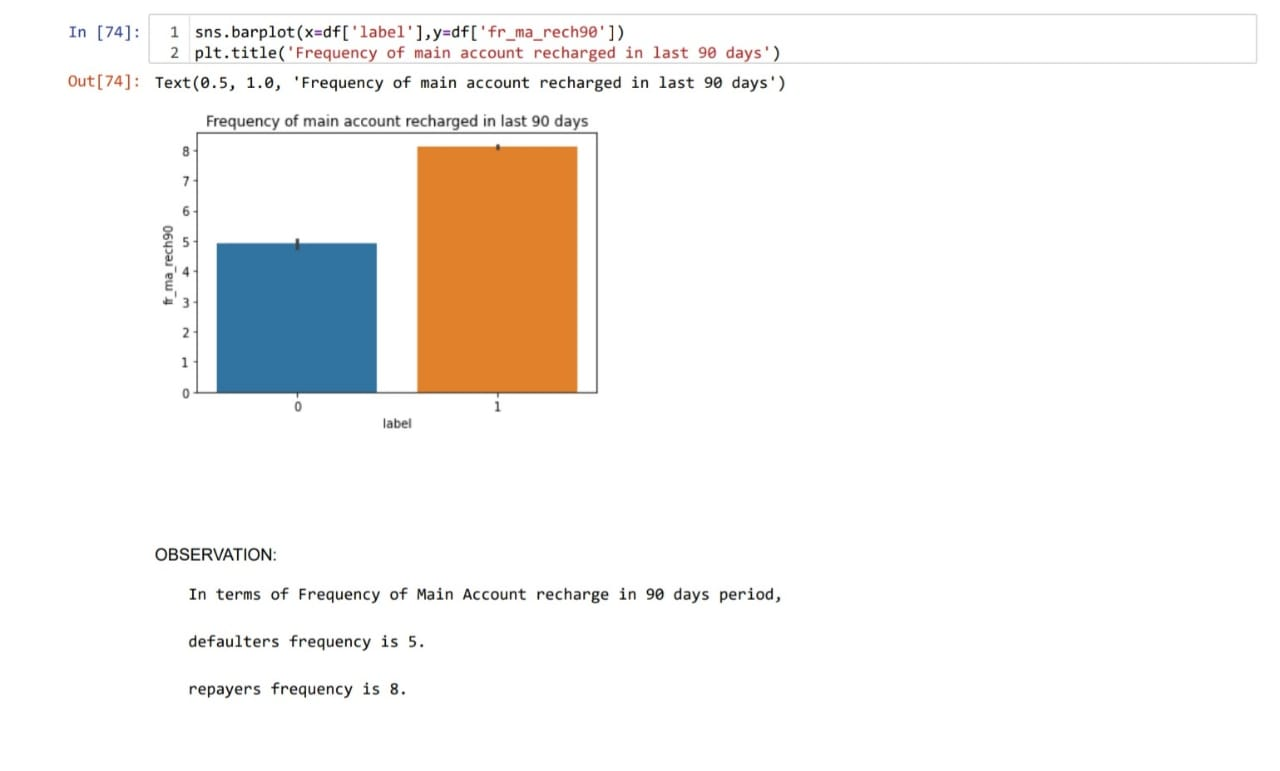 In [74]:
1 sns.barplot(x=df['label'],y=df['fr_ma_rech90'])
2 plt.title('Frequency of main account recharged in last 90 days')
Out[74]: Text(0.5, 1.0, 'Frequency of main account recharged in last 90 days')
Frequency of main account recharged in last 90 days
8
7
6
5
4
3
2
1
0
fr_ma_rech90
0 1
label
OBSERVATION:
In terms of Frequency of Main Account recharge in 90 days period,
defaulters frequency is 5.
repayers frequency is 8.